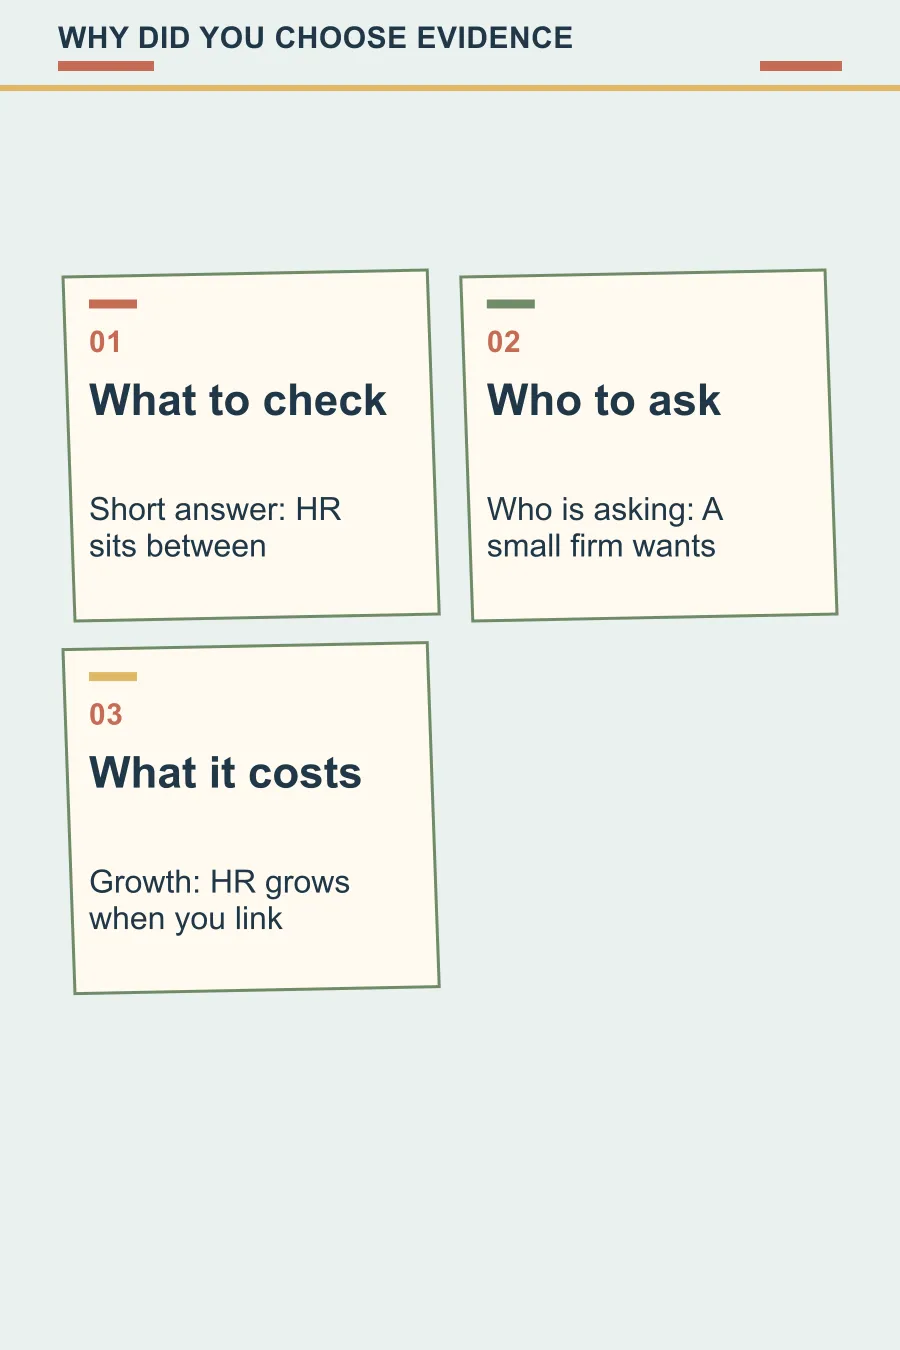 WHY DID YOU CHOOSE EVIDENCE
01
What to check
Short answer: HR
sits between
02
Who to ask
Who is asking: A
small firm wants
03
What it costs
Growth: HR grows
when you link